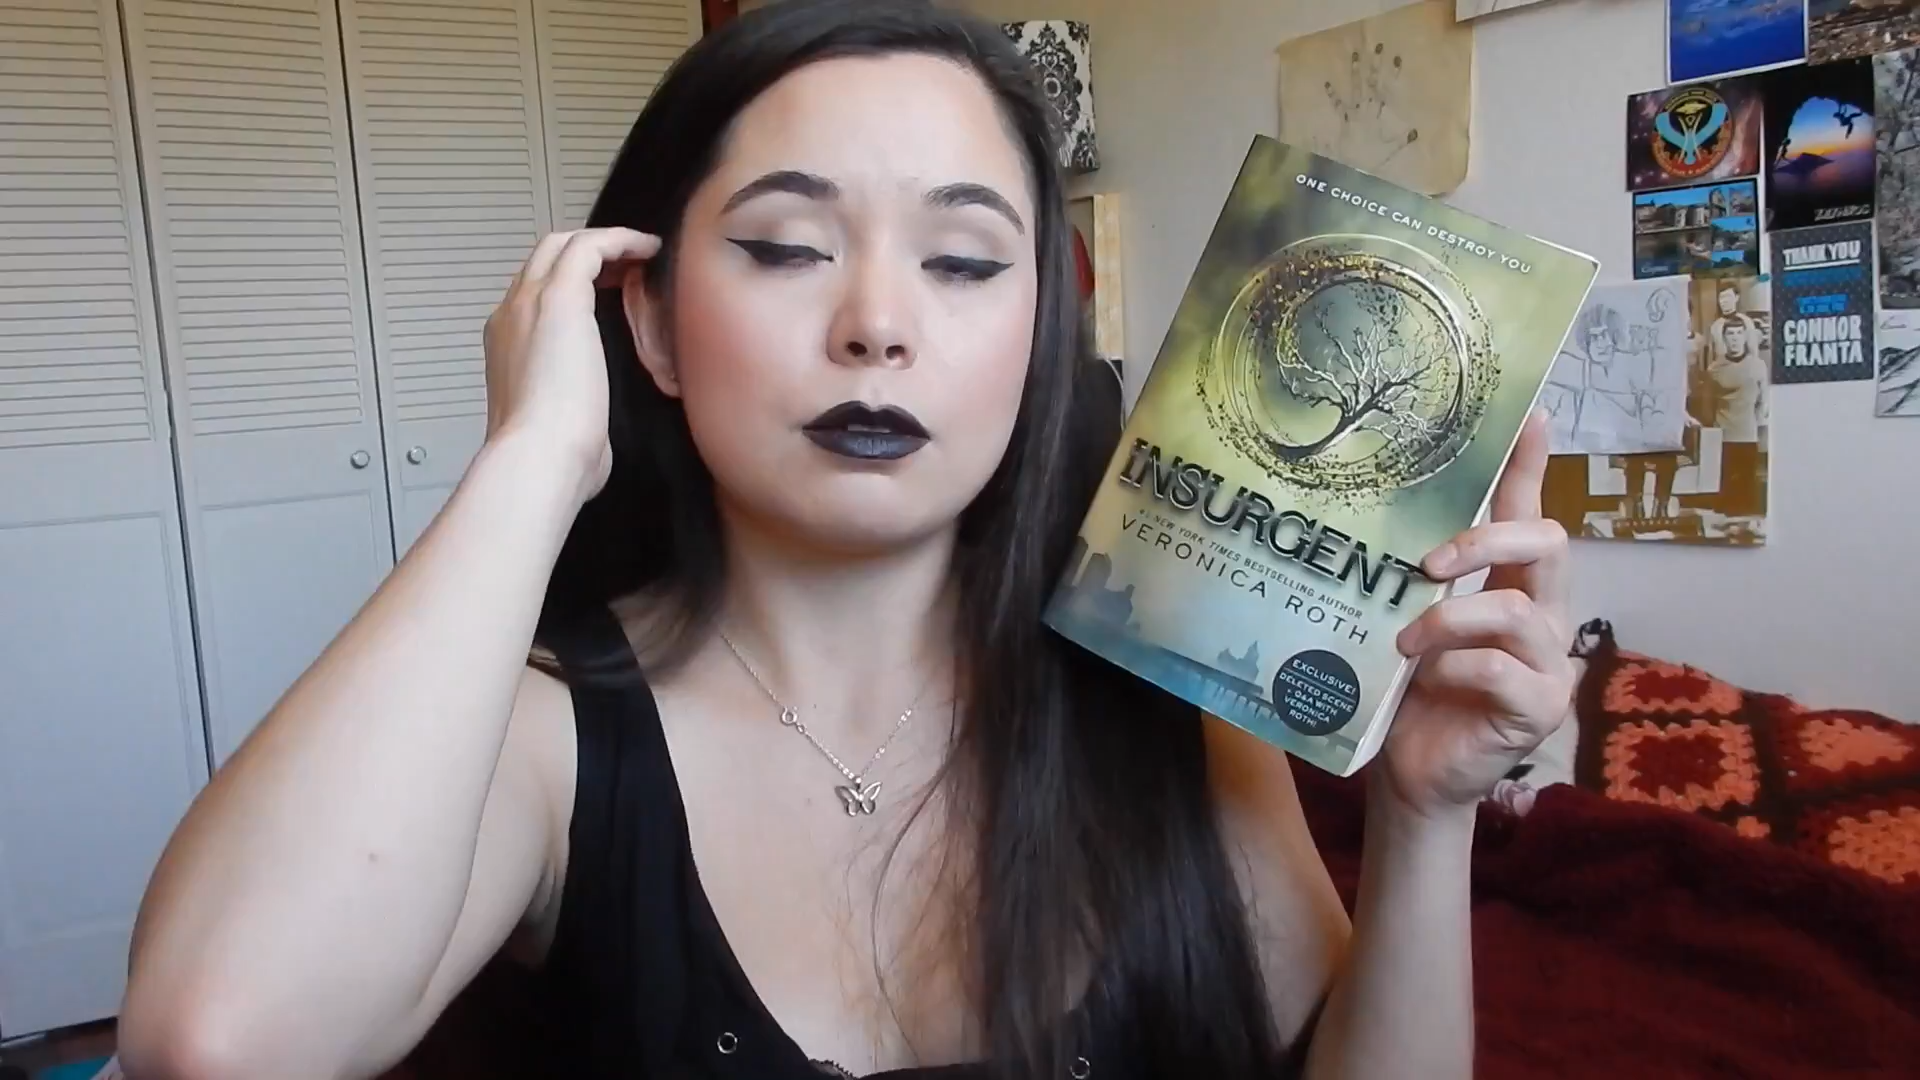 ONE CHOICE CAN DESTROY YOU
INSURGENT
#1 NEW YORK TIMES BESTSELLING AUTHOR
VERONICA ROTH
EXCLUSIVE!
DELETED SCENE
+ Q&A WITH
VERONICA
ROTH!
THANK YOU
CONNOR
FRANTA